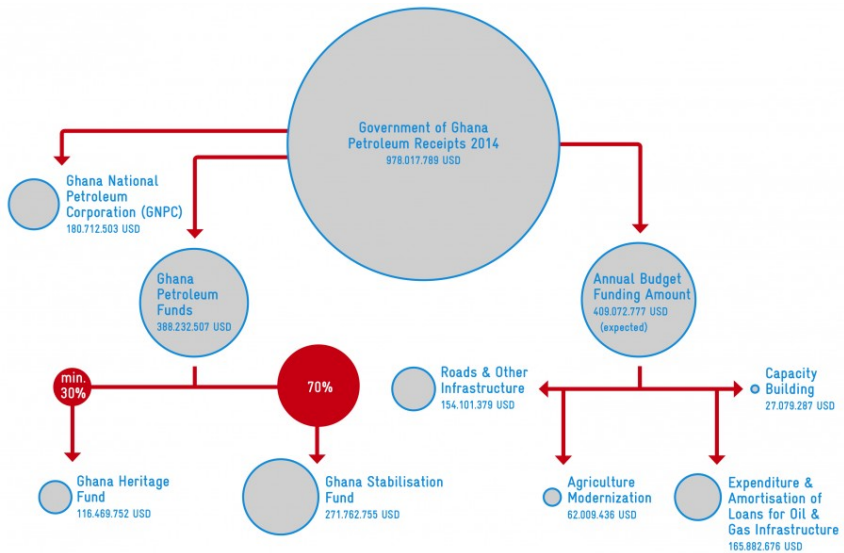 Government of Ghana
Petroleum Receipts 2014
978.017.789 USD
Ghana National
Petroleum
Corporation (GNPC)
180.712.503 USD
Ghana
Petroleum
Funds
388.232.507 USD
Annual Budget
Funding Amount
409.072.777 USD
(expected)
min.
30%
70%
Roads & Other
Infrastructure
154.101.379 USD
Capacity
Building
27.079.287 USD
Ghana Heritage
Fund
116.469.752 USD
Ghana Stabilisation
Fund
271.762.755 USD
Agriculture
Modernization
62.009.436 USD
Expenditure &
Amortisation of
Loans for Oil &
Gas Infrastructure
165.882.676 USD